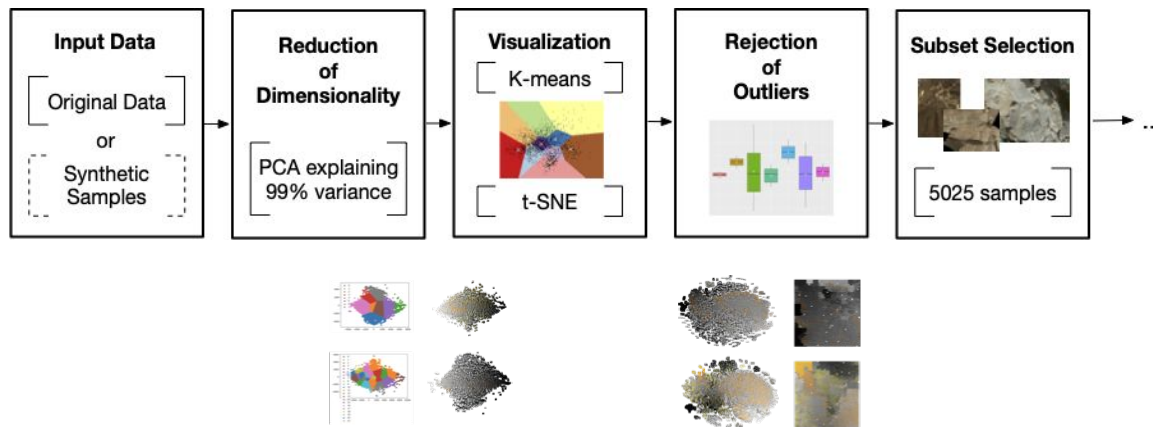 Input Data
Original Data
or
Synthetic
Samples
Reduction
of
Dimensionality
PCA explaining
99% variance
Visualization
K-means
t-SNE
Rejection
of
Outliers
Subset Selection
5025 samples
..